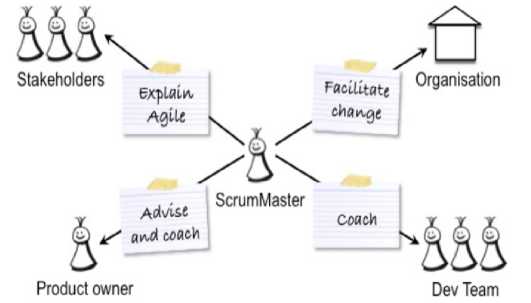 Stakeholders
Organisation
Explain
Agile
Facilitate
change
ScrumMaster
Advise
and coach
Coach
Product owner
Dev Team